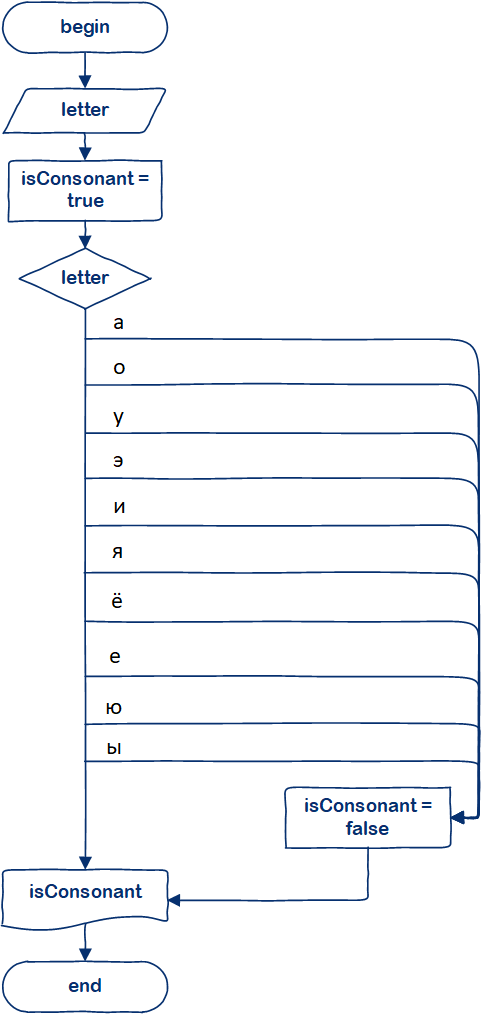 begin
letter
isConsonant =
true
letter
а
о
у
э
и
я
ё
е
ю
ы
isConsonant =
false
isConsonant
end